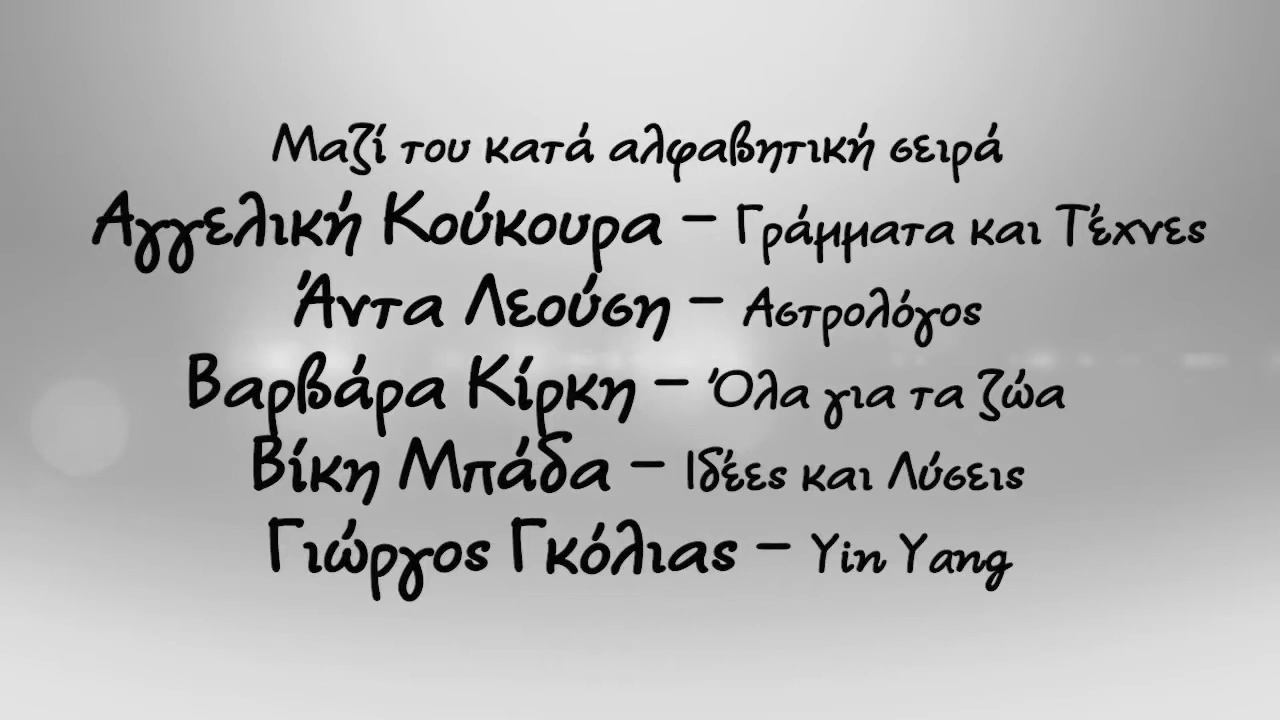 Μαζί του κατά αλφαβητική σειρά
Αγγελική Κούκουρα – Γράμματα και Τέχνες
Άντα Λεούση – Αστρολόγος
Βαρβάρα Κίρκη – Όλα για τα ζώα
Βίκη Μπάδα – Ιδέες και Λύσεις
Γιώργος Γκόλιας – Yin Yang